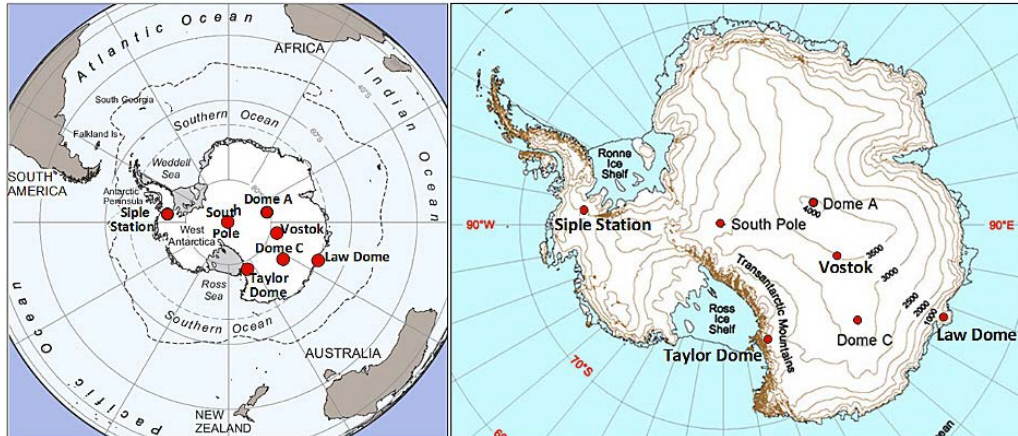 Atlantic Ocean
AFRICA
Indian Ocean
South Georgia
Falkland Is
Southern Ocean
40°S
60°S
SOUTH
AMERICA
Weddell
Sea
Antarctic
Peninsula
80°S
Siple
Station
South
Pole
Dome A
West
Antarctica
Vostok
Dome C
Law Dome
Ross
Sea
Taylor
Dome
Southern Ocean
AUSTRALIA
NEW
ZEALAND
pacific Ocean
Ronne
Ice
Shelf
Siple Station
90°W
South Pole
Dome A
4000
90°E
Vostok
3500
3000
2500
2000
1000
Transantarctic Mountains
Ross
Ice
Shelf
Dome C
Law Dome
Taylor Dome
70°S